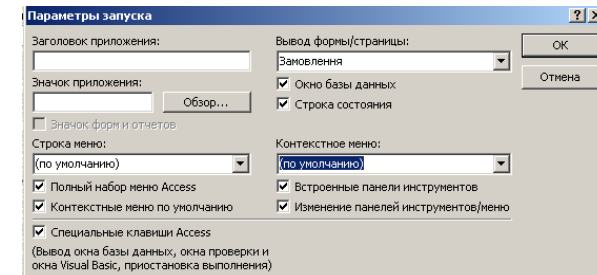 Параметры запуска
Заголовок приложения:
Вывод формы/страницы:
ОК
Замовлення
Отмена
Значок приложения:
Окно базы данных
Обзор...
Строка состояния
Значок форм и отчетов
Строка меню:
Контекстное меню:
(по умолчанию)
(по умолчанию)
Полный набор меню Access
Встроенные панели инструментов
Контекстные меню по умолчанию
Изменение панелей инструментов/меню
Специальные клавиши Access
(Вывод окна базы данных, окна проверки и
окна Visual Basic, приостановка выполнения)